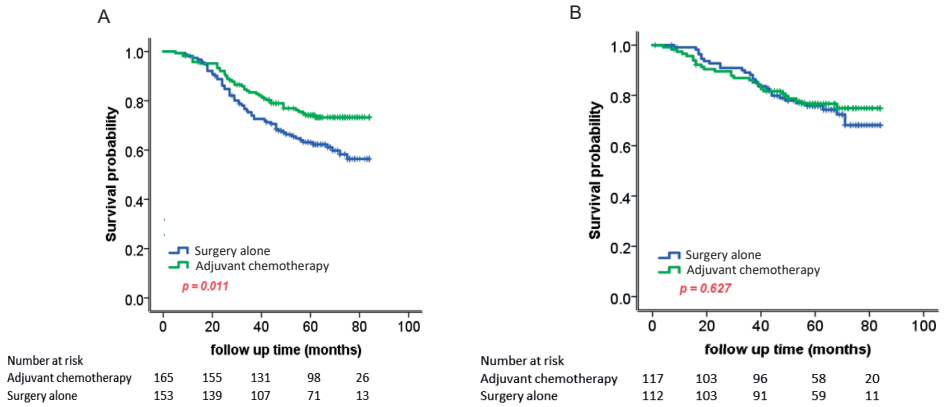 A
1.0
0.8
0.6
0.4
0.2
0.0
Survival probability
Surgery alone
Adjuvant chemotherapy
p = 0.011
0 20 40 60 80 100
follow up time (months)
Number at risk
Adjuvant chemotherapy 165 155 131 98 26
Surgery alone 153 139 107 71 13
B
1.0
0.8
0.6
0.4
0.2
0.0
Survival probability
Surgery alone
Adjuvant chemotherapy
p = 0.627
0 20 40 60 80 100
follow up time (months)
Number at risk
Adjuvant chemotherapy 117 103 96 58 20
Surgery alone 112 103 91 59 11